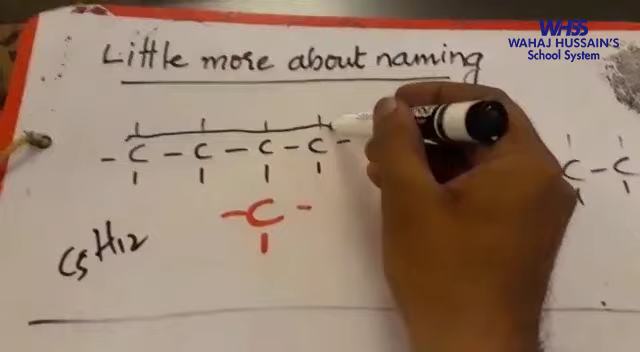 WHSS
WAHAJ HUSSAIN'S
School System
Little more about naming
- C - C - C - C -
C - C
- C -
C5H12